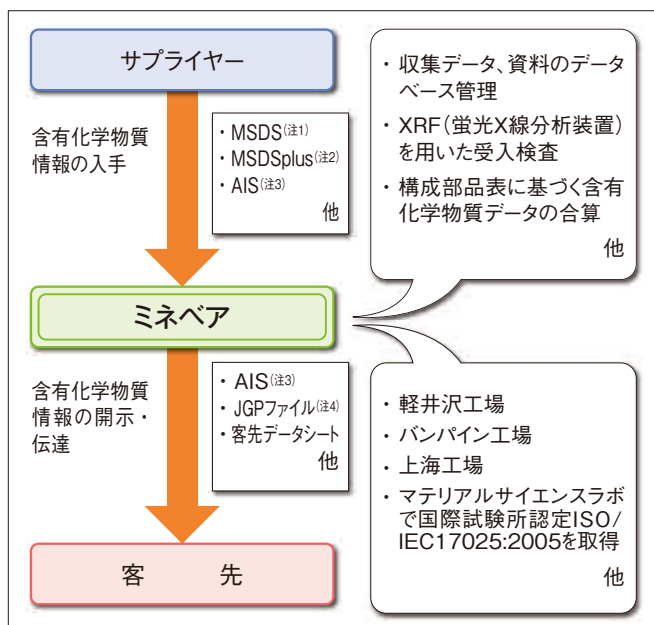 サプライヤー
含有化学物質
情報の入手
・MSDS(注1)
・MSDSplus(注2)
・AIS(注3)
他
・収集データ、資料のデータ
ベース管理
・XRF(蛍光X線分析装置)
を用いた受入検査
・構成部品表に基づく含有
化学物質データの合算
他
ミネベア
含有化学物質
情報の開示・
伝達
・AIS(注3)
・JGPファイル(注4)
・客先データシート
他
・軽井沢工場
・バンパイン工場
・上海工場
・マテリアルサイエンスラボ
で国際試験所認定ISO/
IEC17025:2005を取得
他
客 先